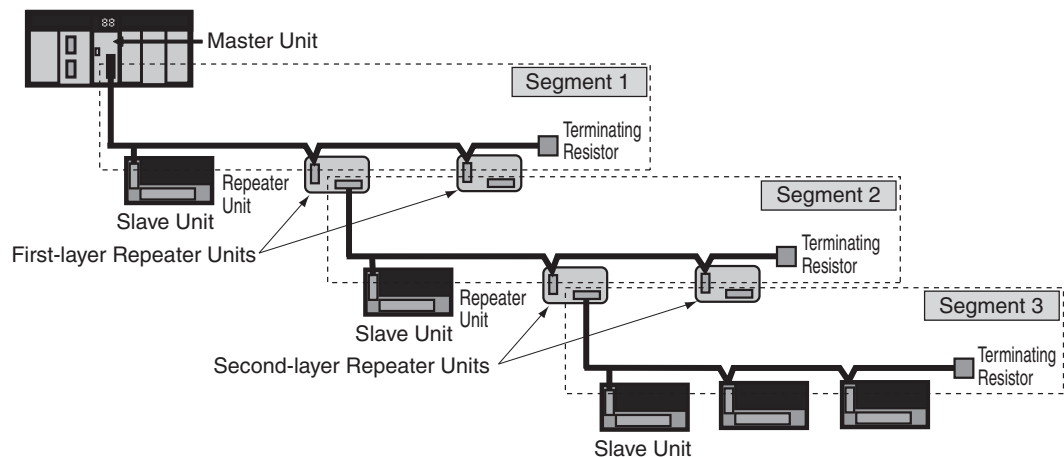 88
Master Unit
Segment 1
Terminating
Resistor
Repeater
Unit
Slave Unit
Segment 2
First-layer Repeater Units
Terminating
Resistor
Repeater
Unit
Slave Unit
Segment 3
Second-layer Repeater Units
Terminating
Resistor
Slave Unit